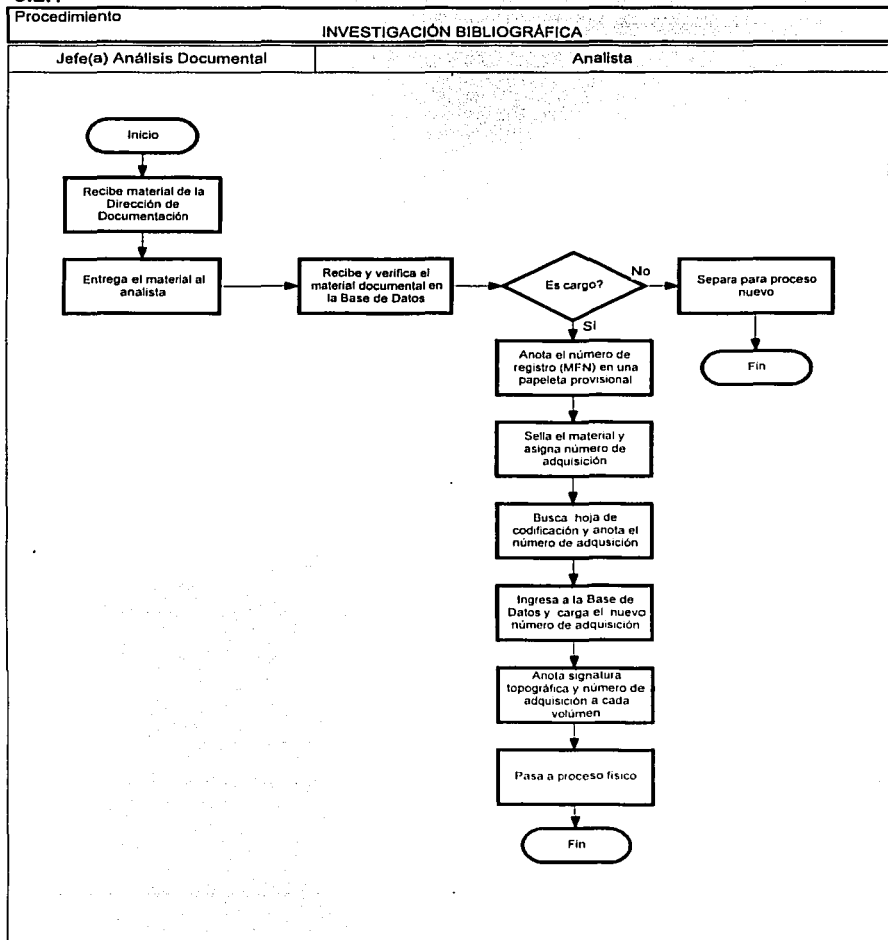 Procedimiento
INVESTIGACIÓN BIBLIOGRÁFICA
Jefe(a) Análisis Documental
Analista
Inicio
Recibe material de la
Dirección de
Documentación
Entrega el material al
analista
Recibe y verifica el
material documental en
la Base de Datos
Es cargo?
No
Separa para proceso
nuevo
Fin
Sí
Anota el número de
registro (MFN) en una
papeleta provisional
Sella el material y
asigna número de
adquisición
Busca hoja de
codificación y anota el
número de adqusición
Ingresa a la Base de
Datos y carga el nuevo
número de adquisición
Anota signatura
topográfica y número de
adquisición a cada
volúmen
Pasa a proceso físico
Fin